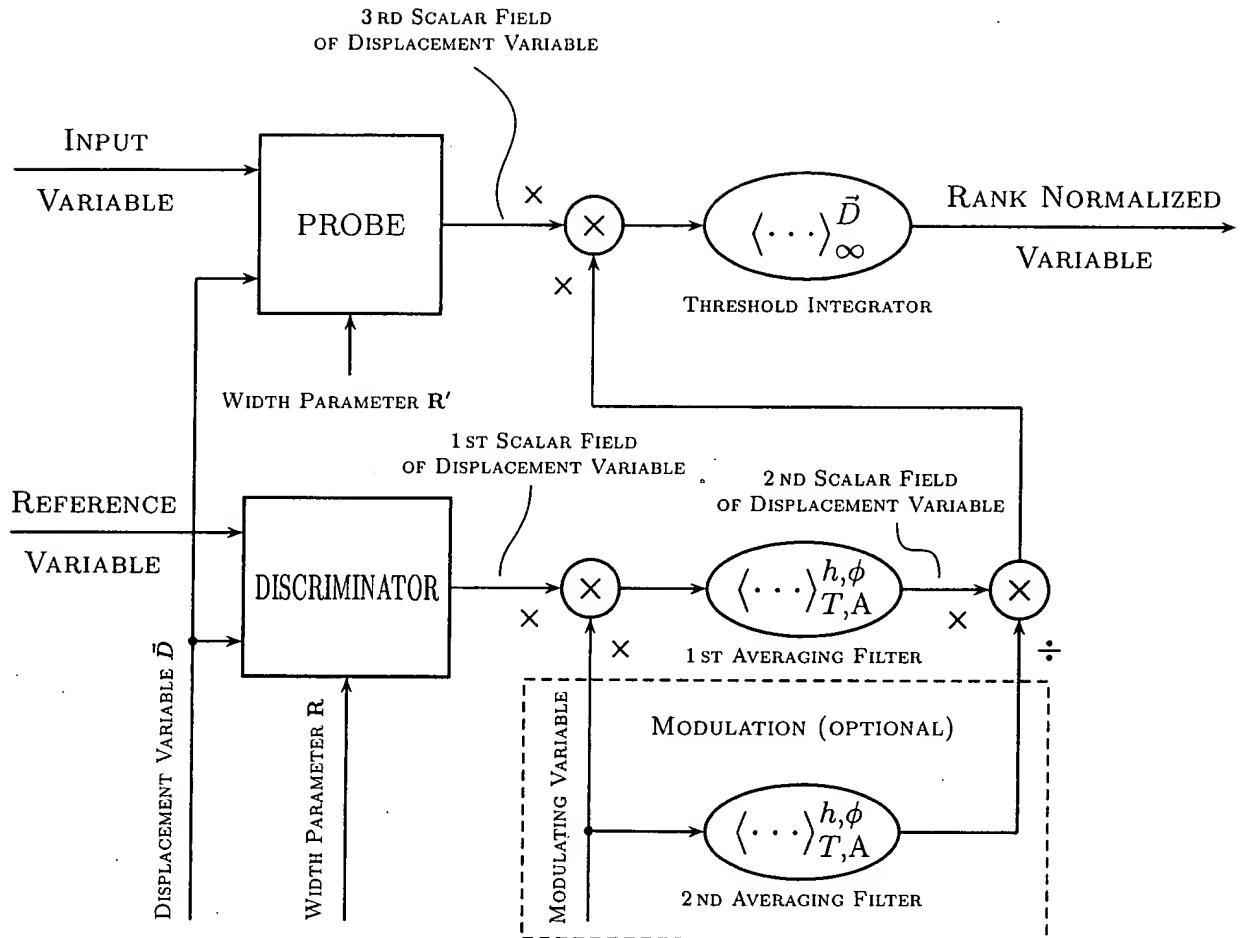 3RD SCALAR FIELD
OF DISPLACEMENT VARIABLE
INPUT
VARIABLE
PROBE
×
×
×
⟨···⟩ D⃗ ∞
RANK NORMALIZED
VARIABLE
THRESHOLD INTEGRATOR
WIDTH PARAMETER R′
1ST SCALAR FIELD
OF DISPLACEMENT VARIABLE
2ND SCALAR FIELD
OF DISPLACEMENT VARIABLE
REFERENCE
VARIABLE
DISCRIMINATOR
×
×
×
⟨···⟩ h,ϕ T,A
×
×
÷
1ST AVERAGING FILTER
DISPLACEMENT VARIABLE D⃗
WIDTH PARAMETER R
MODULATING VARIABLE
MODULATION (OPTIONAL)
⟨···⟩ h,ϕ T,A
2ND AVERAGING FILTER